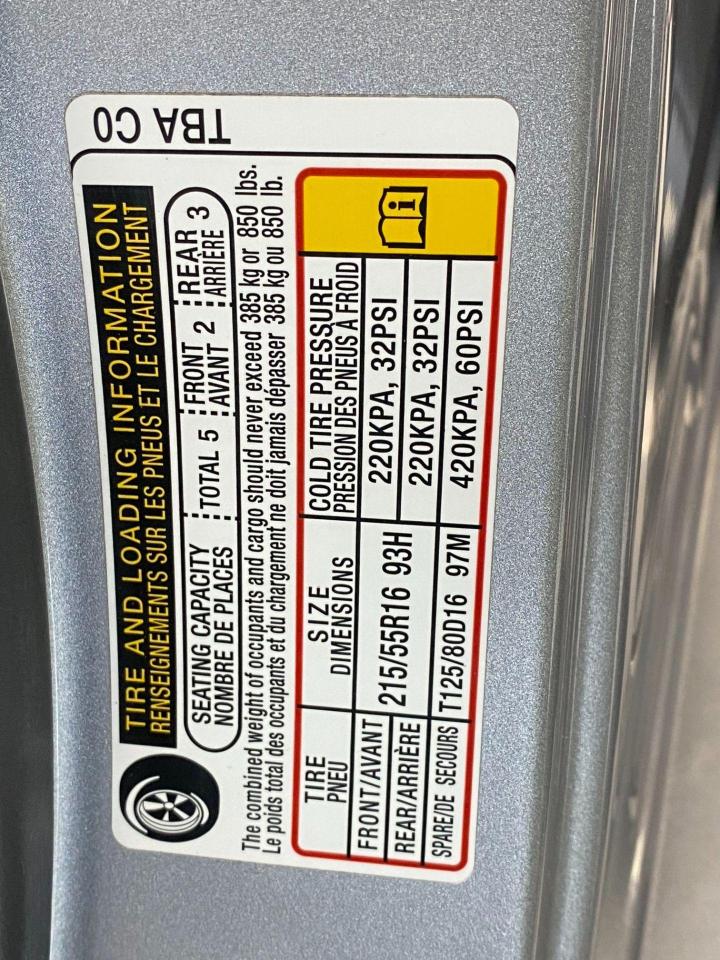 TBA C0
TIRE AND LOADING INFORMATION
RENSEIGNEMENTS SUR LES PNEUS ET LE CHARGEMENT
SEATING CAPACITY
NOMBRE DE PLACES
TOTAL 5
FRONT 2
AVANT
REAR 3
ARRIÈRE
The combined weight of occupants and cargo should never exceed 385 kg or 850 lbs.
Le poids total des occupants et du chargement ne doit jamais dépasser 385 kg ou 850 lb.
TIRE
PNEU
SIZE
DIMENSIONS
COLD TIRE PRESSURE
PRESSION DES PNEUS À FROID
FRONT/AVANT
215/55R16 93H
220KPA, 32PSI
REAR/ARRIÈRE
220KPA, 32PSI
SPARE/DE SECOURS
T125/80D16 97M
420KPA, 60PSI
i